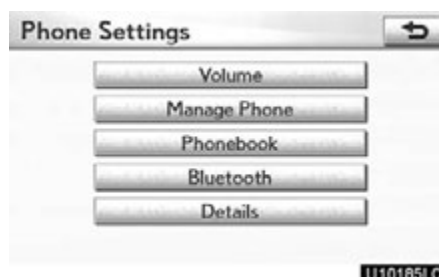 Phone Settings
Volume
Manage Phone
Phonebook
Bluetooth
Details
U10185LC